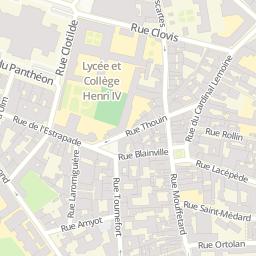 Rue Clovis
Rue Clotilde
Lycée et
Collège
Henri IV
du Panthéon
Rue du Cardinal Lemoine
Rue Thouin
Rue Rollin
Rue de l'Estrapade
Rue Blainville
Rue Lacépède
Rue Laromiguière
Rue Tournefort
Rue Mouffetard
Rue Saint-Médard
Rue Amyot
Rue Ortolan